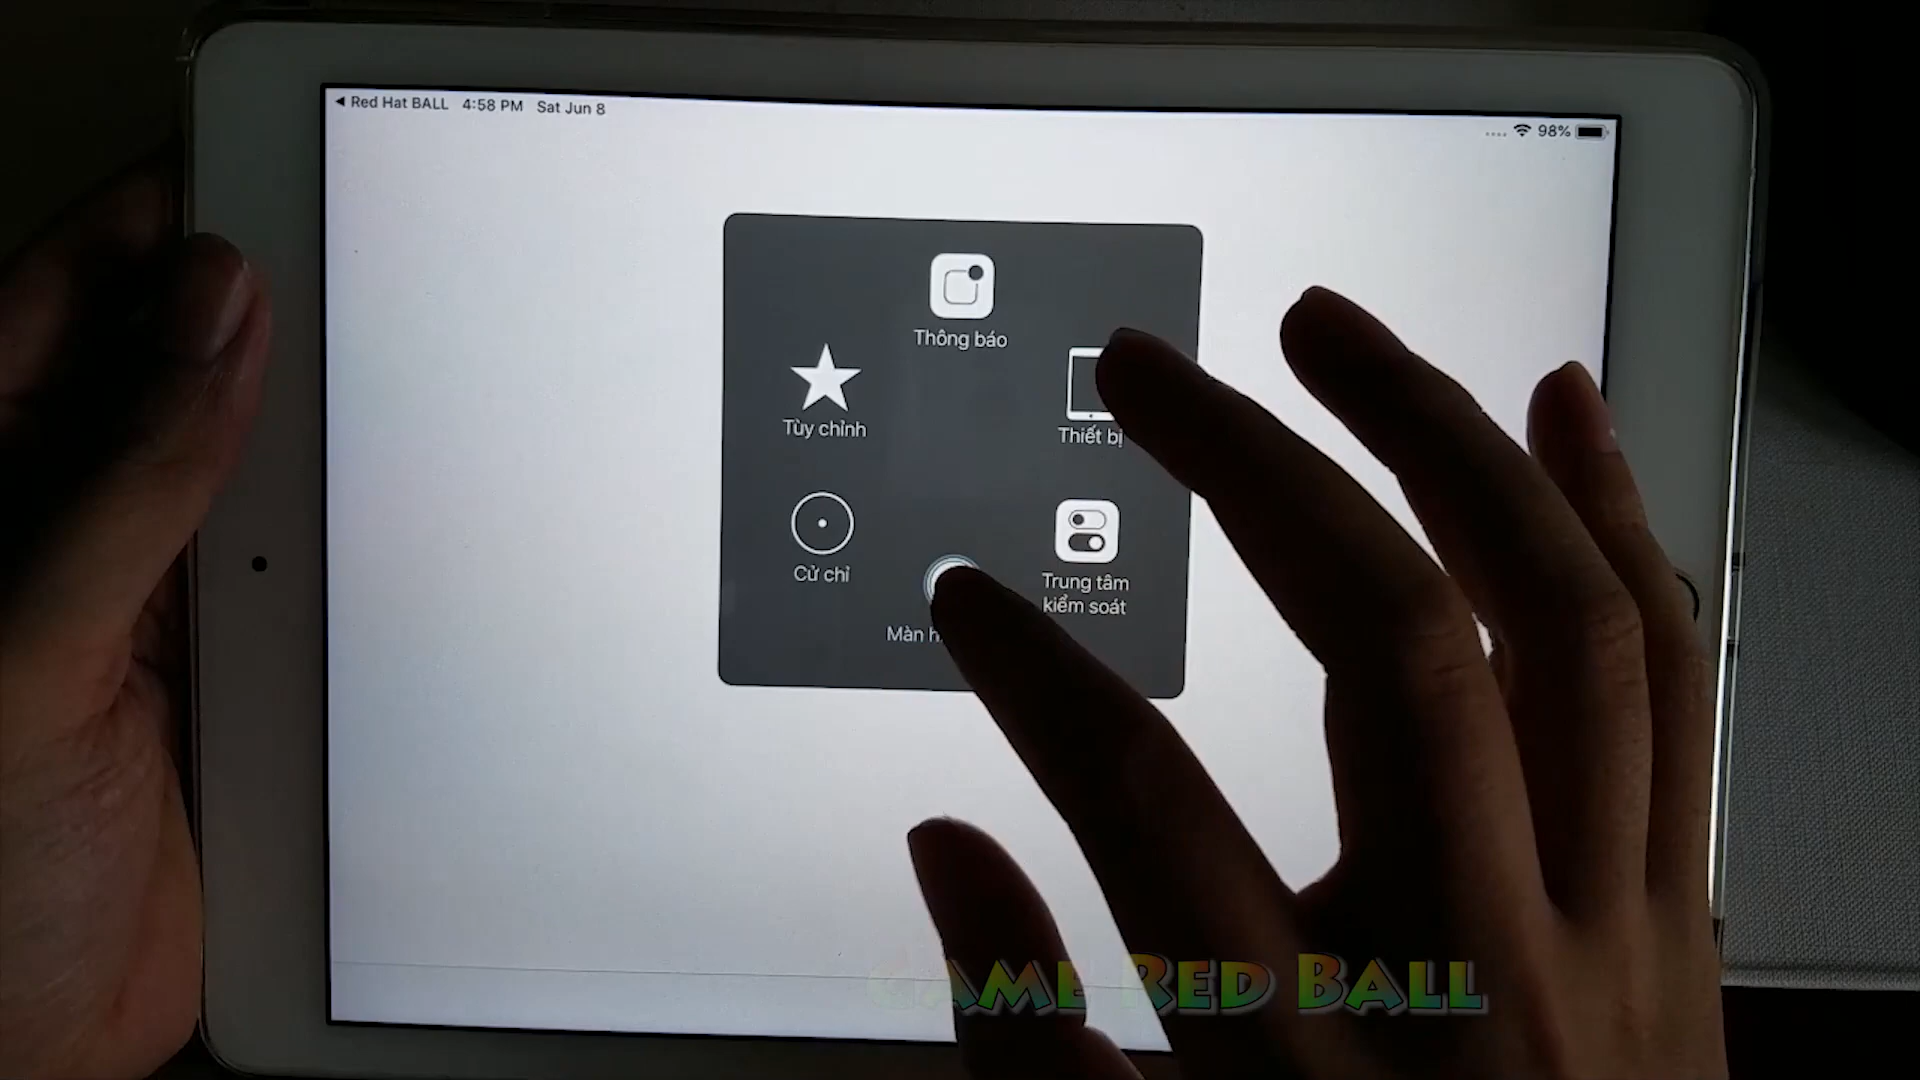 ◀ Red Hat BALL 4:58 PM Sat Jun 8
98%
Thông báo
Tùy chỉnh
Thiết bị
Cử chỉ
Trung tâm
kiểm soát
Màn
GAME RED BALL